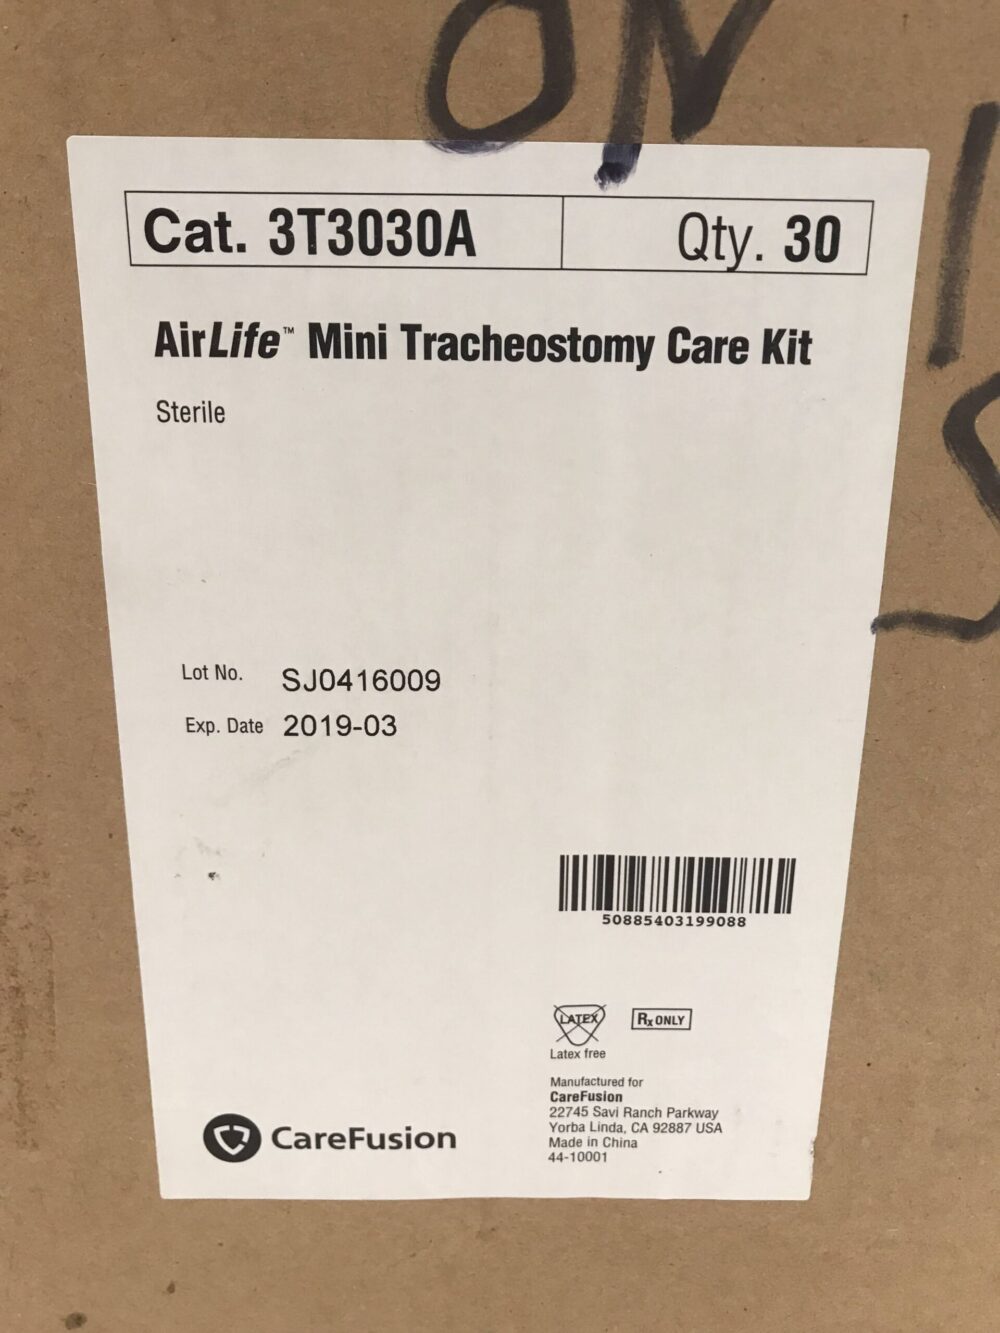 ON
Cat. 3T3030A Qty. 30
AirLife™ Mini Tracheostomy Care Kit
Sterile
Lot No. SJ0416009
Exp. Date 2019-03
50885403199088
LATEX
Rx ONLY
Latex free
Manufactured for
CareFusion
22745 Savi Ranch Parkway
Yorba Linda, CA 92887 USA
Made in China
44-10001
CareFusion